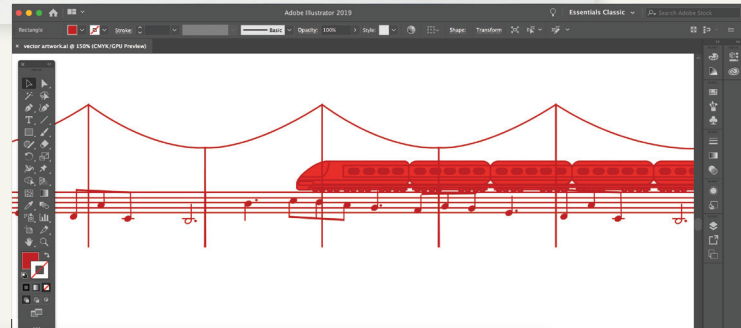 Adobe Illustrator 2019
Essentials Classic
Search Adobe Stock
Rectangle
Stroke:
Basic
Opacity: 100%
Style:
Shape:
Transform
× vector artwork.ai @ 150% (CMYK/GPU Preview)